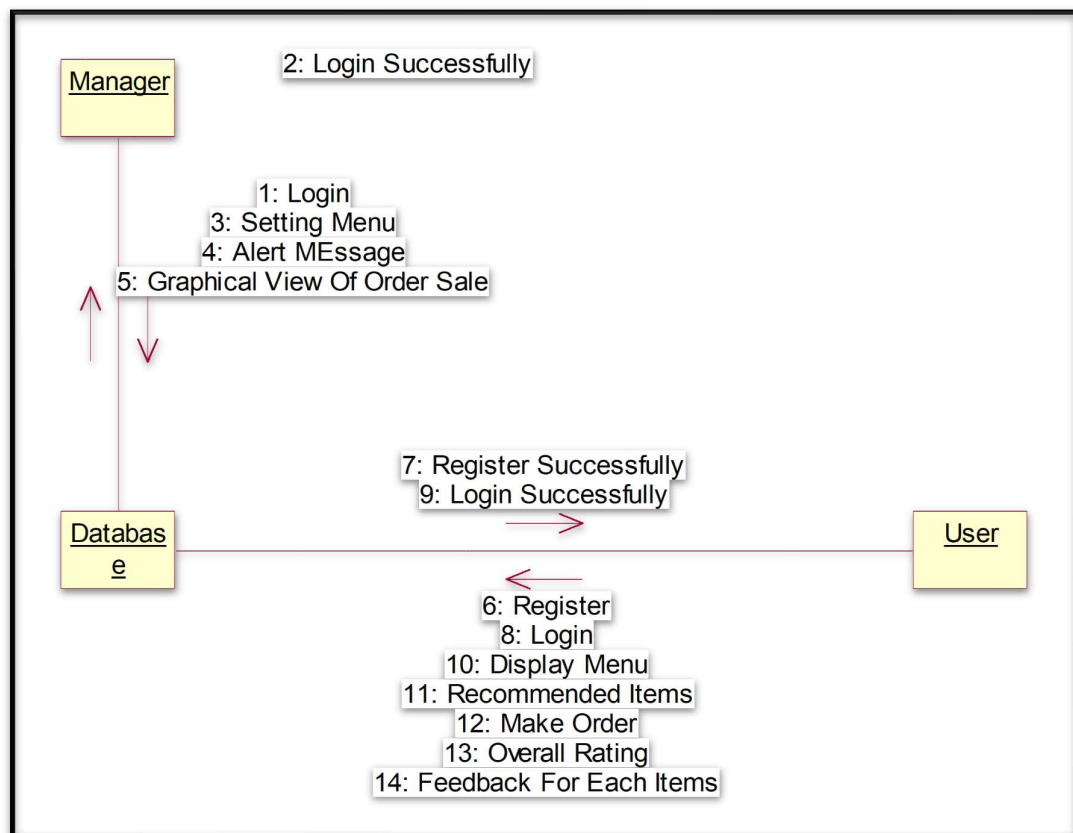 2: Login Successfully
Manager
1: Login
3: Setting Menu
4: Alert MEssage
5: Graphical View Of Order Sale
7: Register Successfully
9: Login Successfully
Databas
e
User
6: Register
8: Login
10: Display Menu
11: Recommended Items
12: Make Order
13: Overall Rating
14: Feedback For Each Items